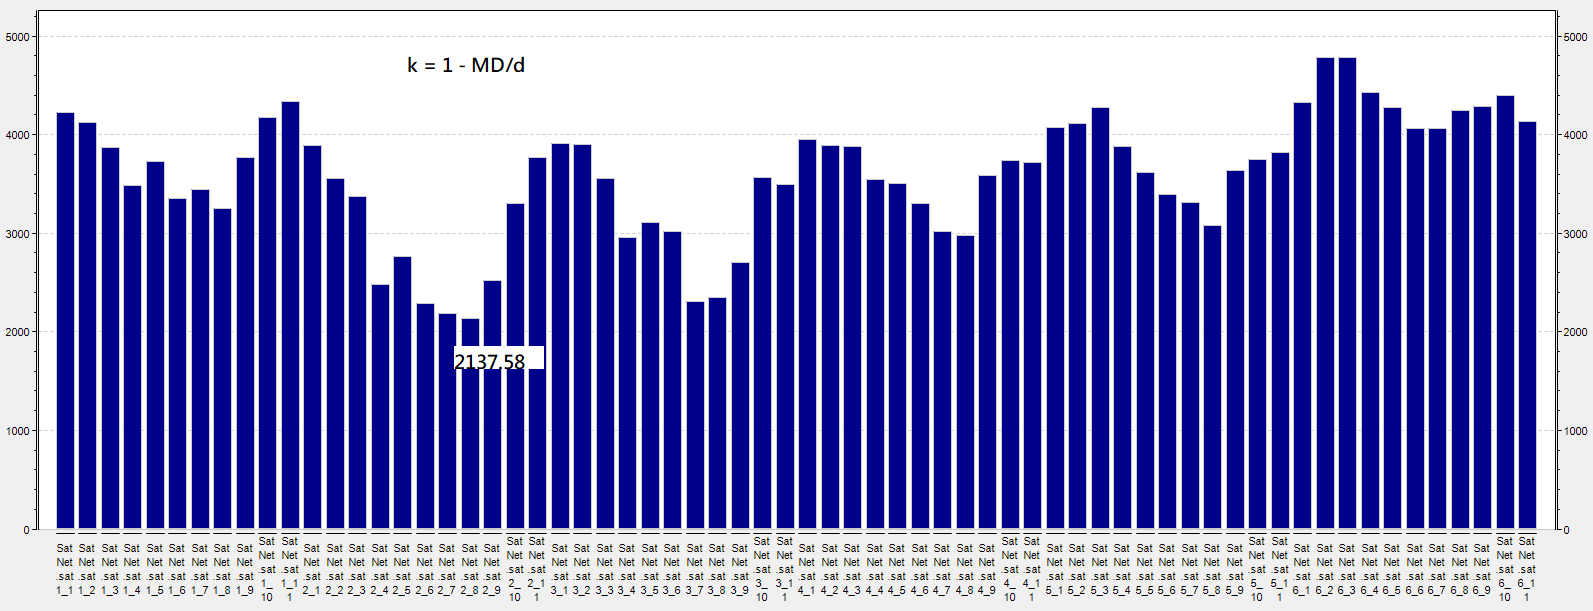 k = 1 - MD/d
5000
5000
4000
4000
3000
3000
2137.58
2000
2000
1000
1000
0
0
Sat Net .sat 1_1
Sat Net .sat 1_2
Sat Net .sat 1_3
Sat Net .sat 1_4
Sat Net .sat 1_5
Sat Net .sat 1_6
Sat Net .sat 1_7
Sat Net .sat 1_8
Sat Net .sat 1_9
Sat Net .sat 1_ 10
Sat Net .sat 1_1 1
Sat Net .sat 2_1
Sat Net .sat 2_2
Sat Net .sat 2_3
Sat Net .sat 2_4
Sat Net .sat 2_5
Sat Net .sat 2_6
Sat Net .sat 2_7
Sat Net .sat 2_8
Sat Net .sat 2_9
Sat Net .sat 2_ 10
Sat Net .sat 2_1 1
Sat Net .sat 3_1
Sat Net .sat 3_2
Sat Net .sat 3_3
Sat Net .sat 3_4
Sat Net .sat 3_5
Sat Net .sat 3_6
Sat Net .sat 3_7
Sat Net .sat 3_8
Sat Net .sat 3_9
Sat Net .sat 3_ 10
Sat Net .sat 3_1 1
Sat Net .sat 4_1
Sat Net .sat 4_2
Sat Net .sat 4_3
Sat Net .sat 4_4
Sat Net .sat 4_5
Sat Net .sat 4_6
Sat Net .sat 4_7
Sat Net .sat 4_8
Sat Net .sat 4_9
Sat Net .sat 4_ 10
Sat Net .sat 4_1 1
Sat Net .sat 5_1
Sat Net .sat 5_2
Sat Net .sat 5_3
Sat Net .sat 5_4
Sat Net .sat 5_5
Sat Net .sat 5_6
Sat Net .sat 5_7
Sat Net .sat 5_8
Sat Net .sat 5_9
Sat Net .sat 5_ 10
Sat Net .sat 5_1 1
Sat Net .sat 6_1
Sat Net .sat 6_2
Sat Net .sat 6_3
Sat Net .sat 6_4
Sat Net .sat 6_5
Sat Net .sat 6_6
Sat Net .sat 6_7
Sat Net .sat 6_8
Sat Net .sat 6_9
Sat Net .sat 6_ 10
Sat Net .sat 6_1 1